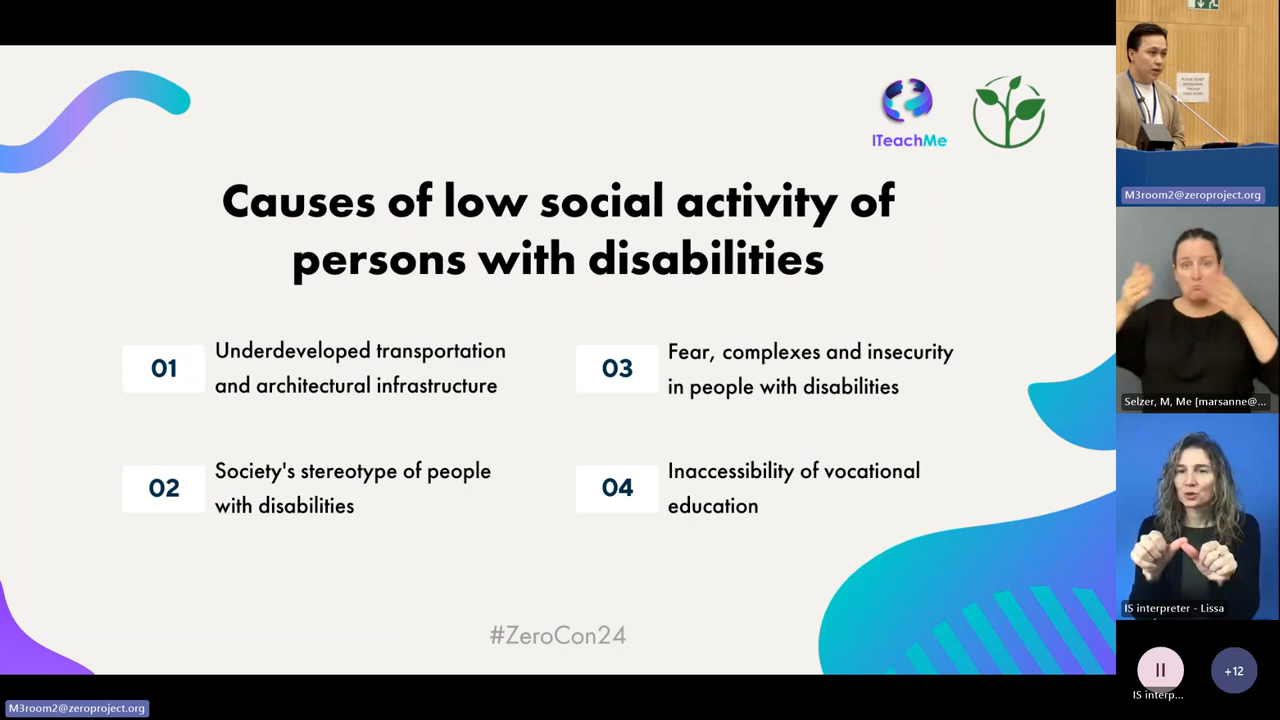 ITeachMe
Causes of low social activity of
persons with disabilities
01
Underdeveloped transportation
and architectural infrastructure
02
Society's stereotype of people
with disabilities
03
Fear, complexes and insecurity
in people with disabilities
04
Inaccessibility of vocational
education
#ZeroCon24
M3room2@zeroproject.org
M3room2@zeroproject.org
Selzer, M, Me [marsanne@...
IS interpreter - Lissa
IS interp...
+12